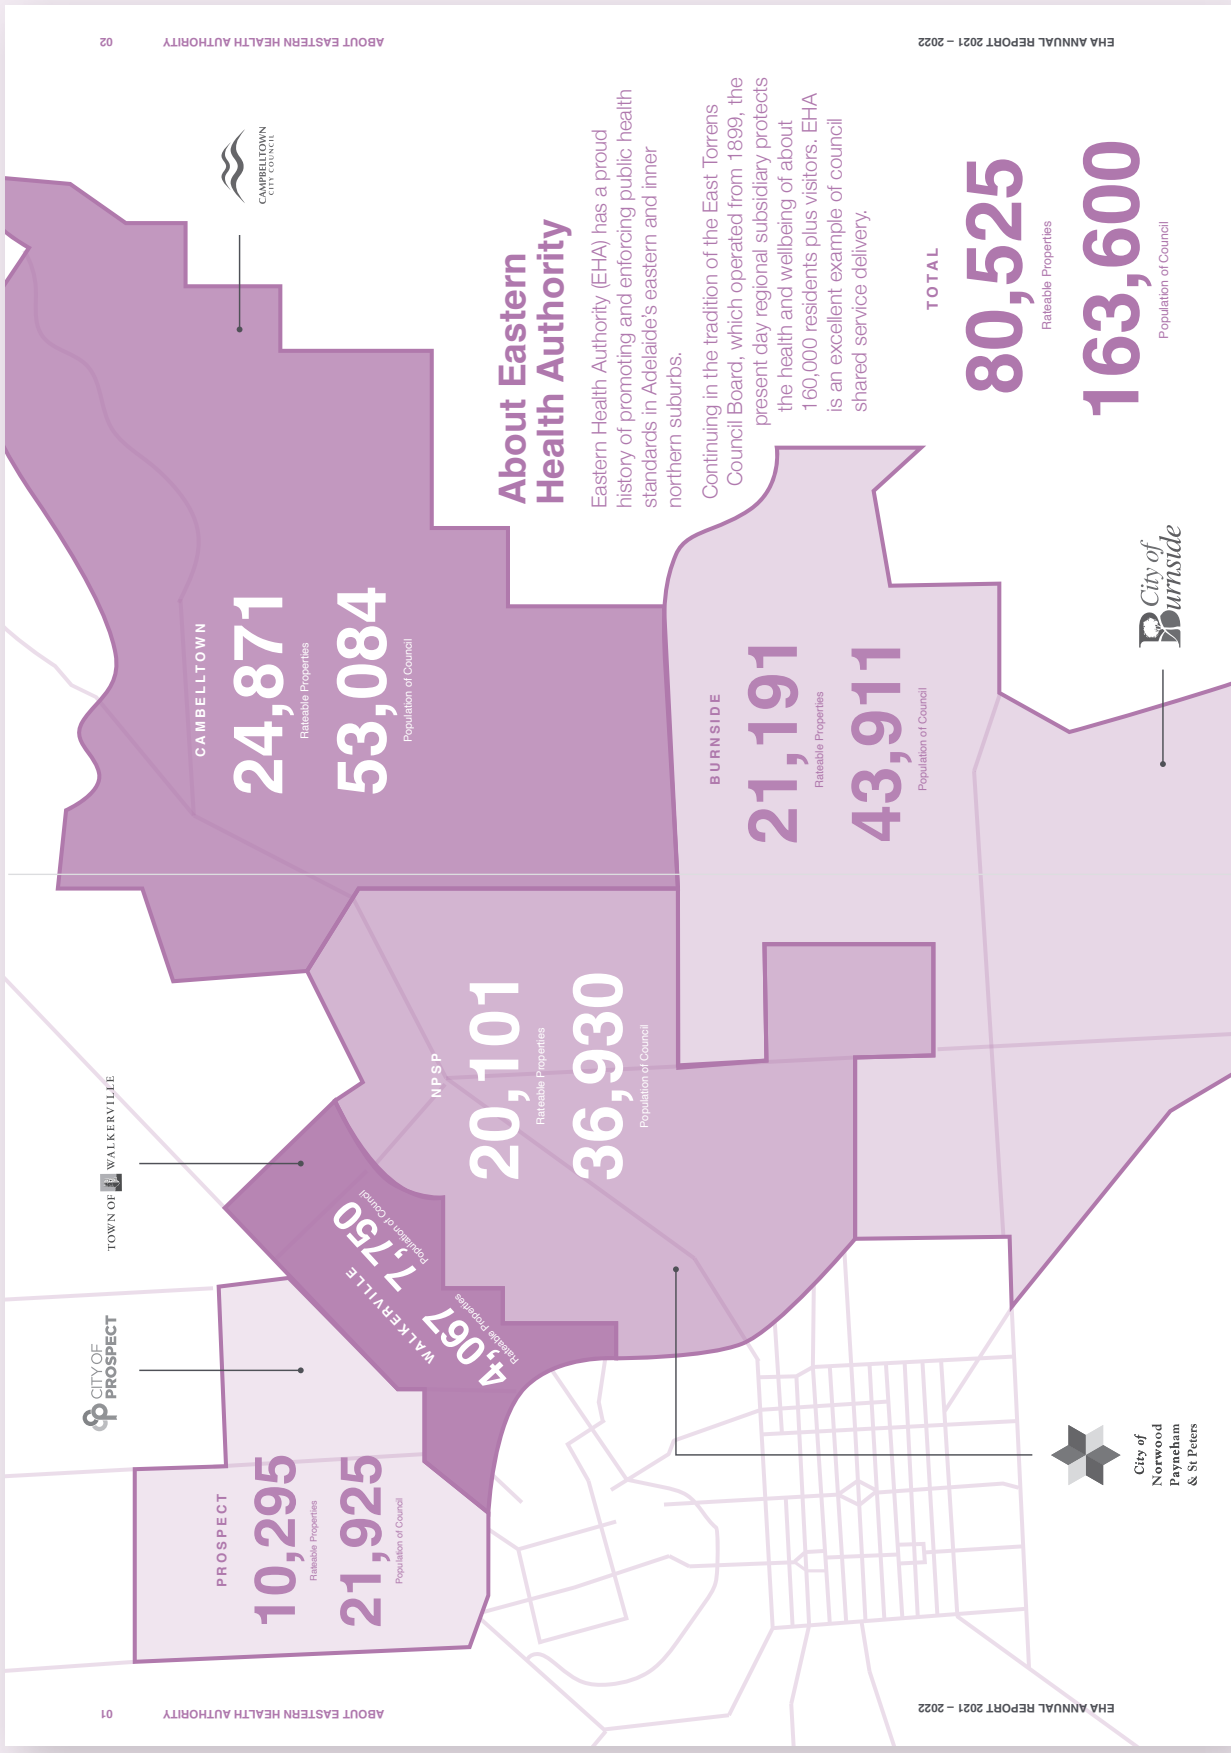 02
ABOUT EASTERN HEALTH AUTHORITY
EHA ANNUAL REPORT 2021 – 2022
CAMPBELLTOWN
CITY COUNCIL
About Eastern
Health Authority
Eastern Health Authority (EHA) has a proud
history of promoting and enforcing public health
standards in Adelaide's eastern and inner
northern suburbs.
Continuing in the tradition of the East Torrens
Council Board, which operated from 1899, the
present day regional subsidiary protects
the health and wellbeing of about
160,000 residents plus visitors. EHA
is an excellent example of council
shared service delivery.
TOTAL
80,525
Rateable Properties
163,600
Population of Council
CAMBELLTOWN
24,871
Rateable Properties
53,084
Population of Council
BURNSIDE
21,191
Rateable Properties
43,911
Population of Council
City of
Burnside
NPSP
20,101
Rateable Properties
36,930
Population of Council
TOWN OF WALKERVILLE
WALKERVILLE
4,067
Rateable Properties
7,750
Population of Council
CITY OF
PROSPECT
PROSPECT
10,295
Rateable Properties
21,925
Population of Council
City of
Norwood
Payneham
& St Peters
01
ABOUT EASTERN HEALTH AUTHORITY
EHA ANNUAL REPORT 2021 – 2022